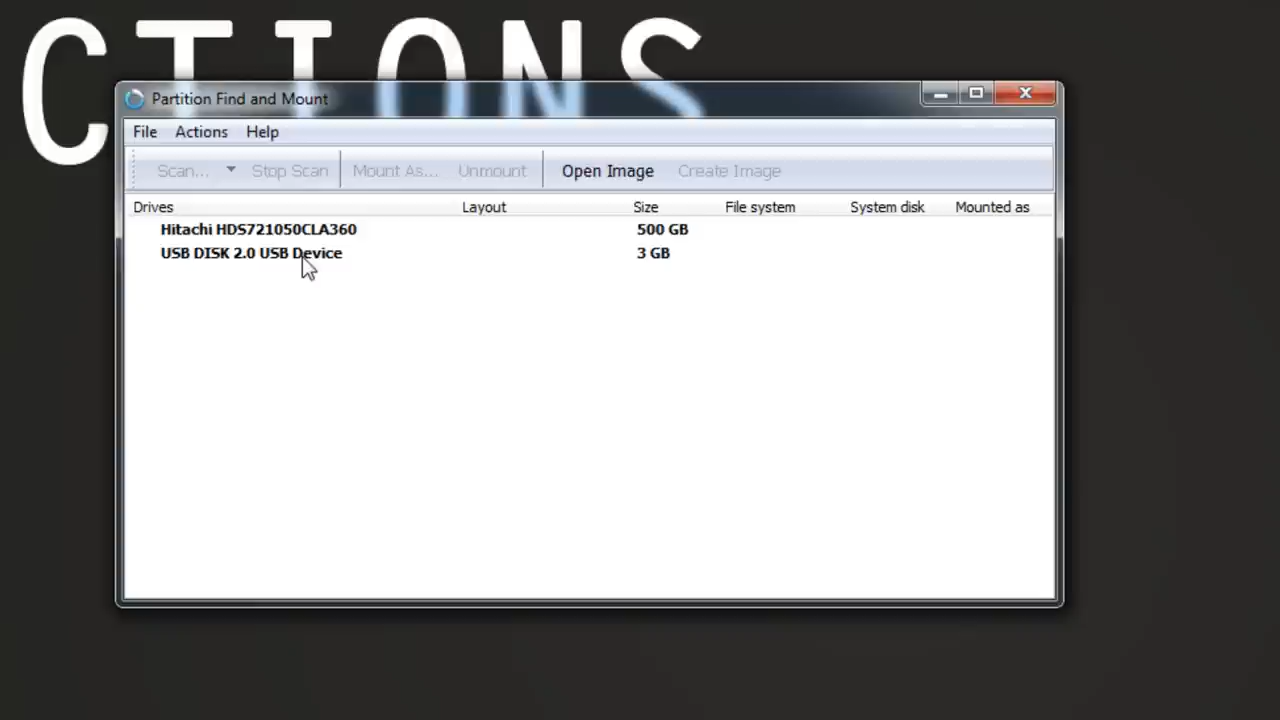 CTIONS
Partition Find and Mount
File Actions Help
Scan... Stop Scan Mount As... Unmount Open Image Create Image
Drives Layout Size File system System disk Mounted as
Hitachi HDS721050CLA360 500 GB
USB DISK 2.0 USB Device 3 GB